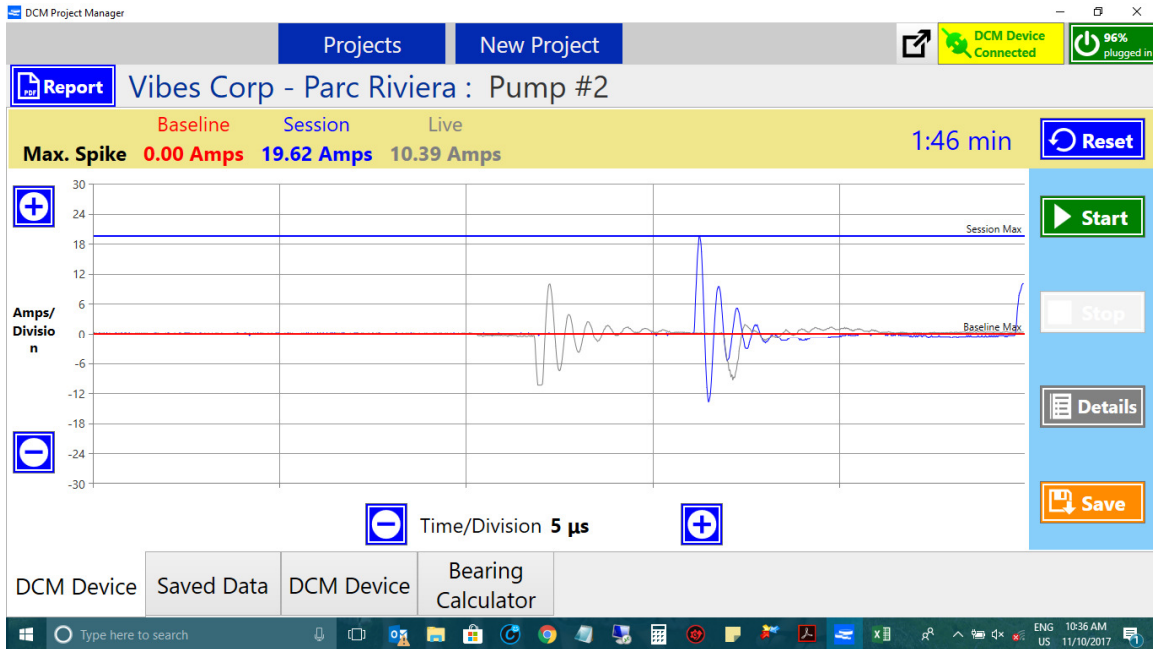 DCM Project Manager
Projects
New Project
DCM Device
Connected
96%
plugged in
PDF
Report
Vibes Corp - Parc Riviera : Pump #2
Baseline Session Live
Max. Spike 0.00 Amps 19.62 Amps 10.39 Amps
1:46 min
Reset
30
24
18
12
6
0
-6
-12
-18
-24
-30
Amps/
Divisio
n
Session Max
Baseline Max
Start
Stop
Details
Save
Time/Division 5 μs
DCM Device
Saved Data
DCM Device
Bearing
Calculator
Type here to search
ENG
US
10:36 AM
11/10/2017